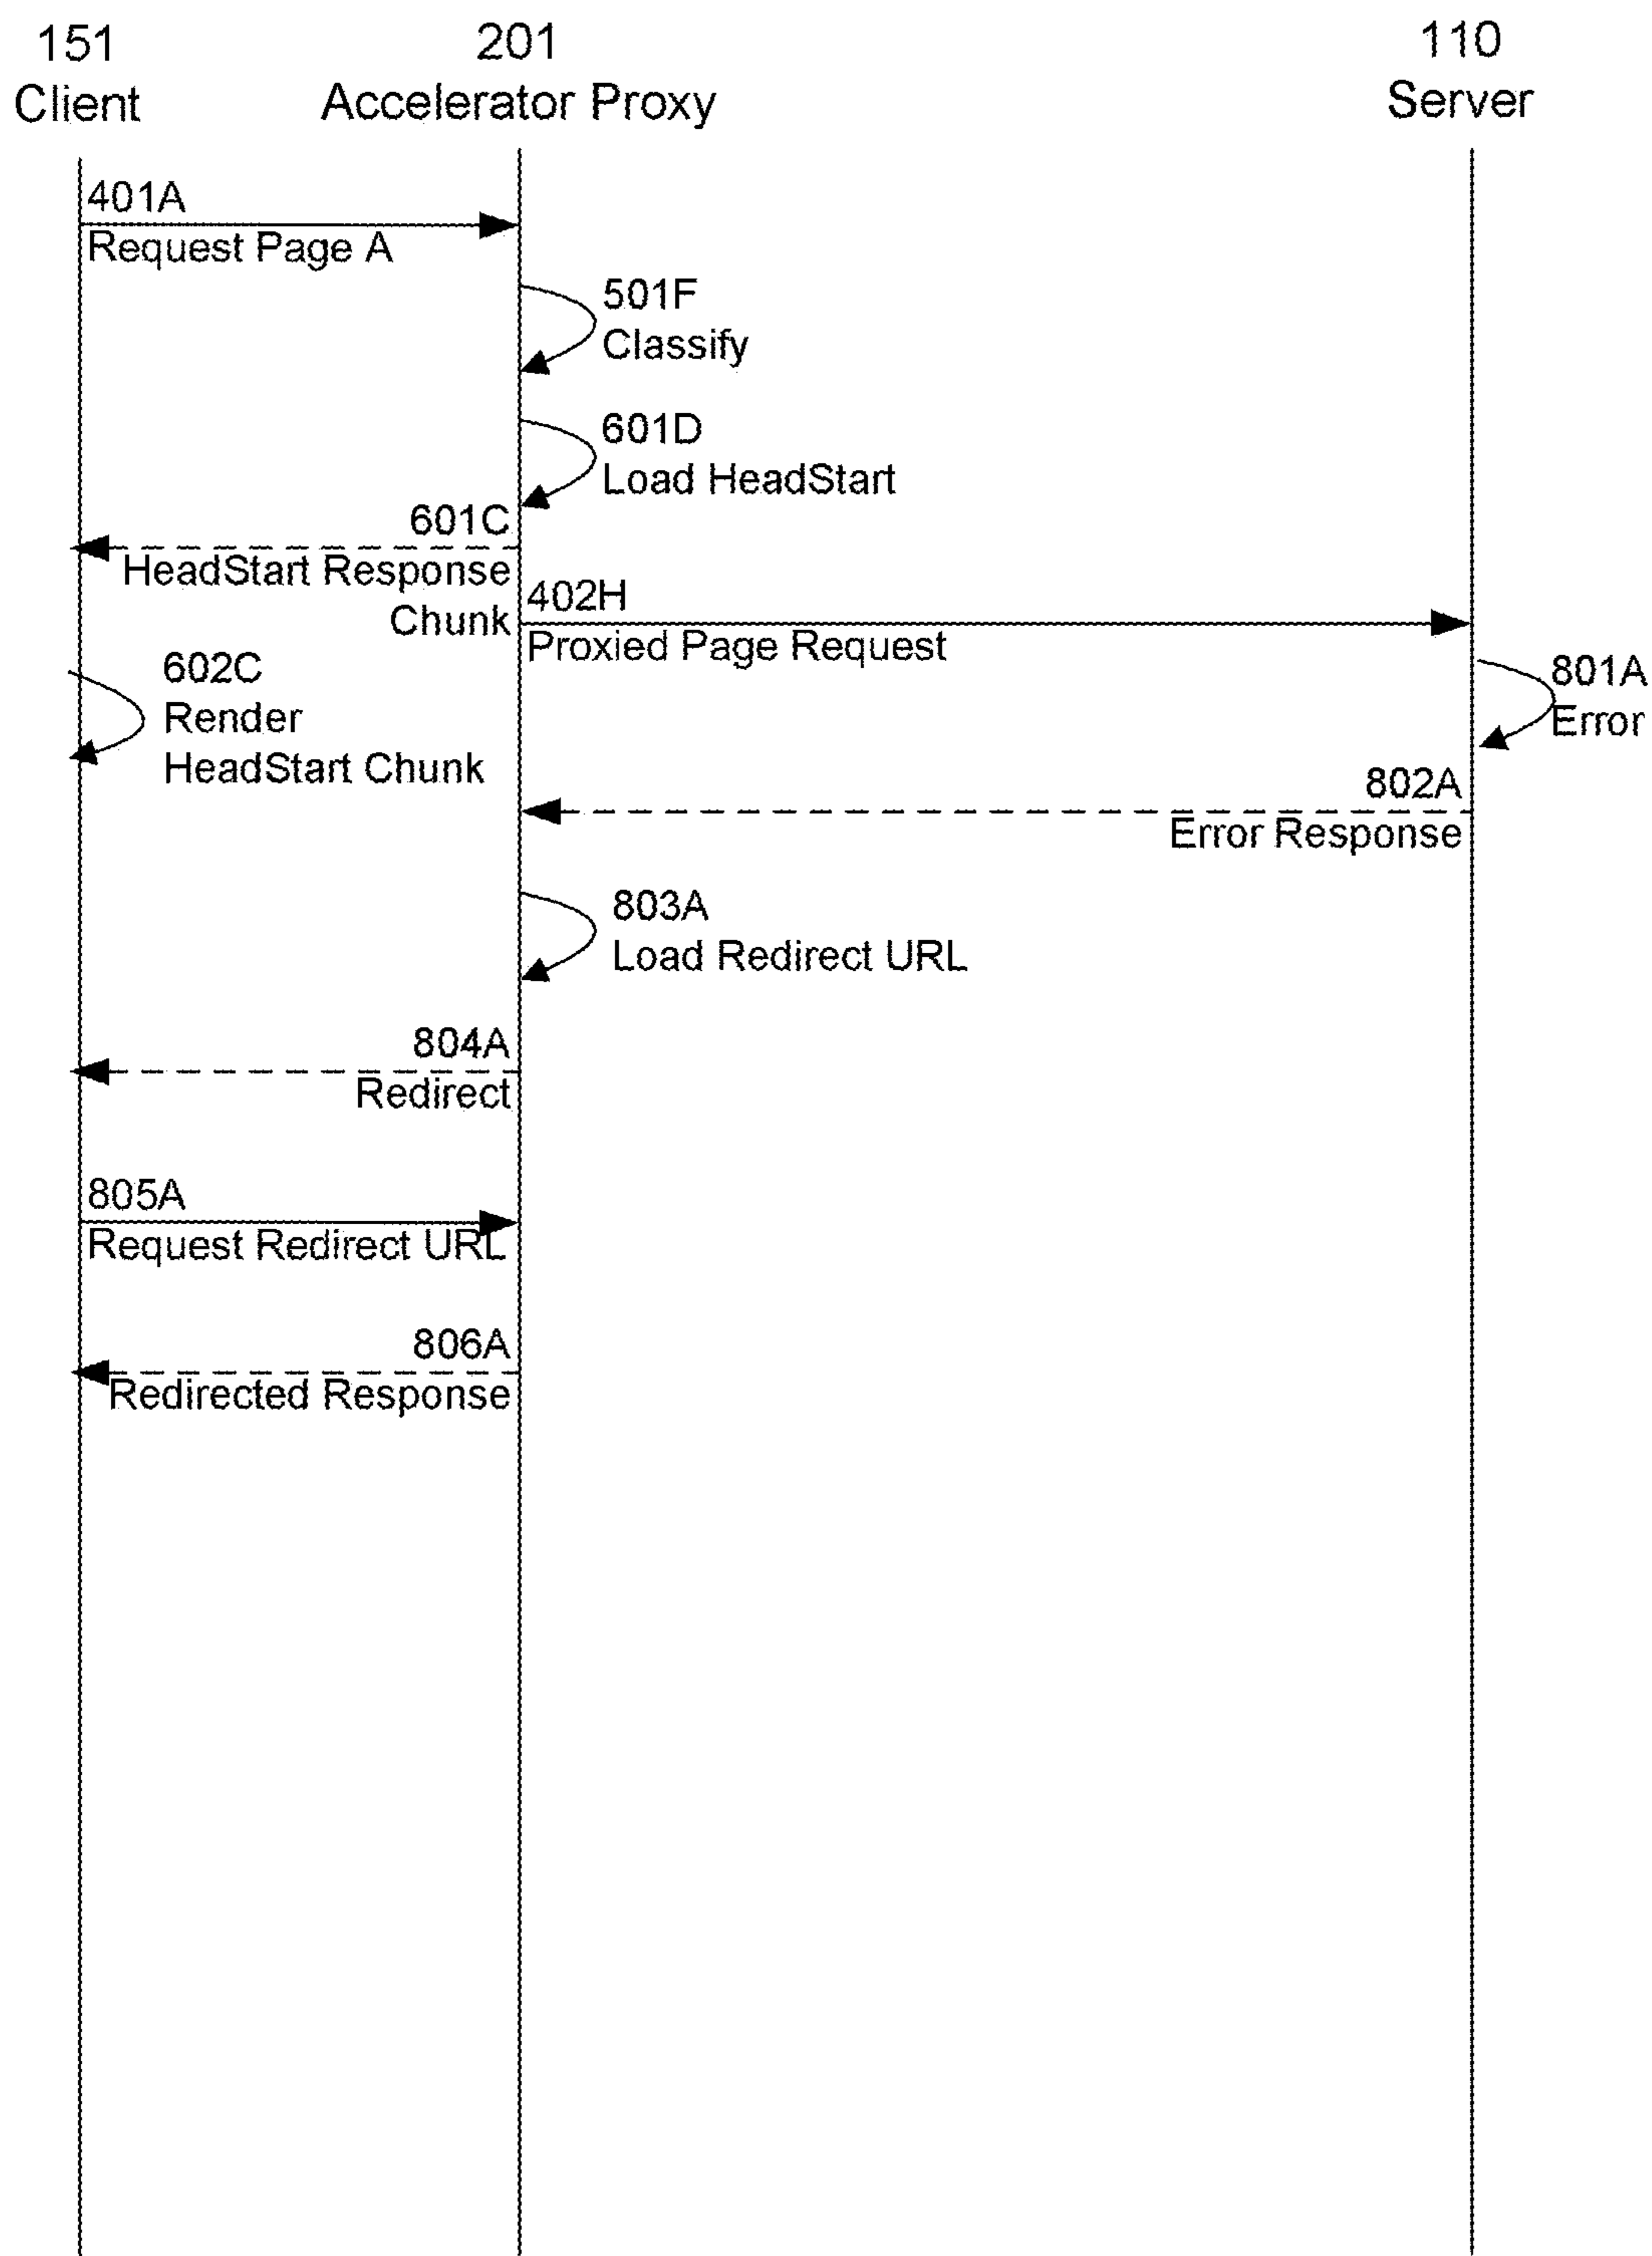 151
Client
201
Accelerator Proxy
110
Server
401A
Request Page A
501F
Classify
601D
Load HeadStart
601C
HeadStart Response
Chunk
402H
Proxied Page Request
602C
Render
HeadStart Chunk
801A
Error
802A
Error Response
803A
Load Redirect URL
804A
Redirect
805A
Request Redirect URL
806A
Redirected Response